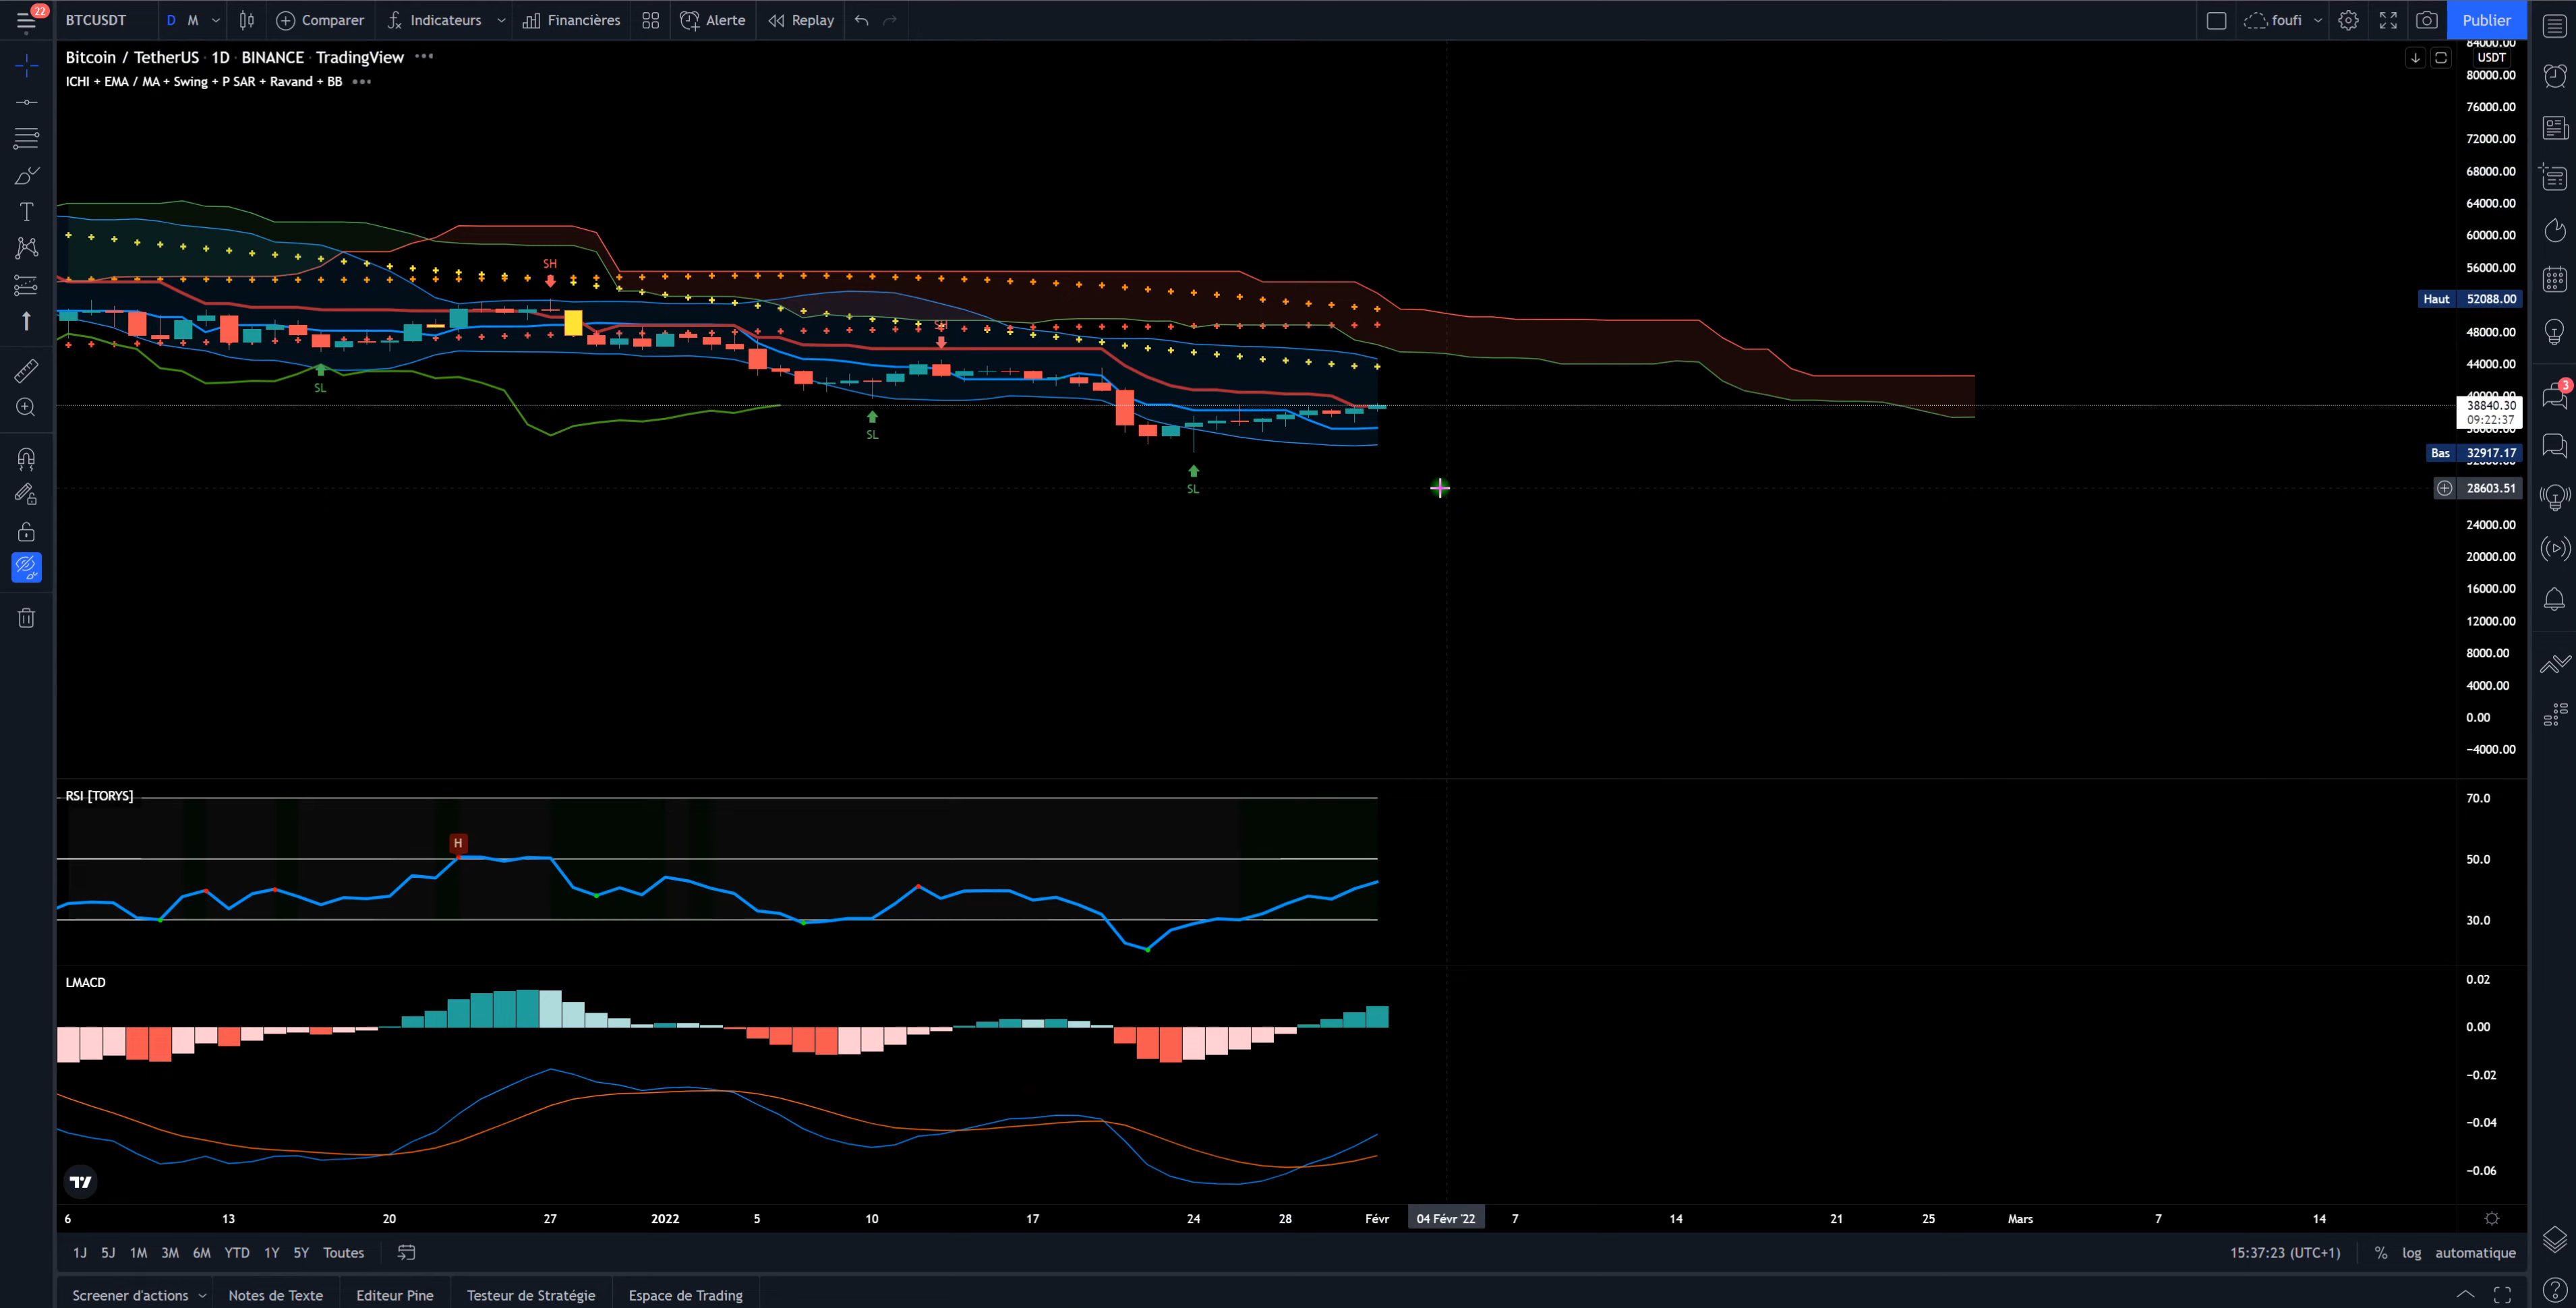 22
BTCUSDT D M Comparer Indicateurs Financières Alerte Replay foufi Publier
Bitcoin / TetherUS · 1D · BINANCE · TradingView
ICHI + EMA / MA + Swing + P SAR + Ravand + BB
84000.00
USDT
80000.00
76000.00
72000.00
68000.00
64000.00
60000.00
SH
56000.00
Haut 52088.00
SH
48000.00
44000.00
SL
40000.00
3
38840.30
09:22:37
36000.00
SL
Bas 32917.17
32000.00
SL
28603.51
24000.00
20000.00
16000.00
12000.00
8000.00
4000.00
0.00
−4000.00
RSI [TORYS]
70.0
H
50.0
30.0
LMACD
0.02
0.00
−0.02
−0.04
−0.06
6 13 20 27 2022 5 10 17 24 28 Févr 04 Févr '22 7 14 21 25 Mars 7 14
1J 5J 1M 3M 6M YTD 1Y 5Y Toutes 15:37:23 (UTC+1) % log automatique
Screener d'actions Notes de Texte Editeur Pine Testeur de Stratégie Espace de Trading